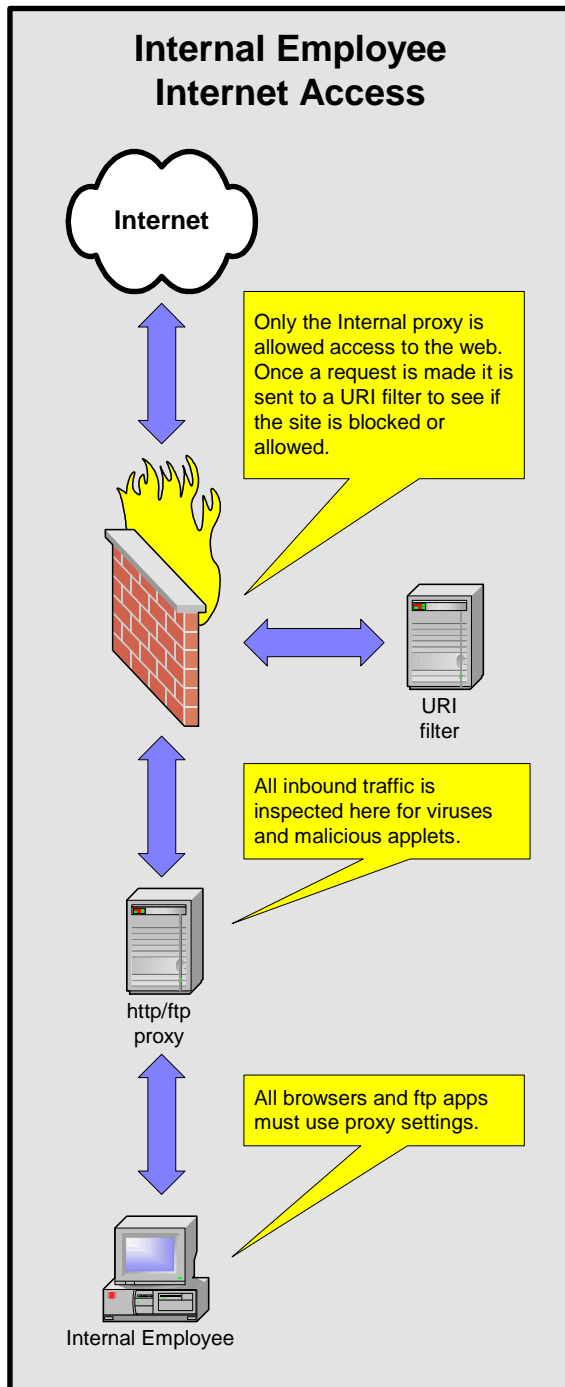 Internal Employee
Internet Access
Internet
Only the Internal proxy is
allowed access to the web.
Once a request is made it is
sent to a URI filter to see if
the site is blocked or
allowed.
URI
filter
All inbound traffic is
inspected here for viruses
and malicious applets.
http/ftp
proxy
All browsers and ftp apps
must use proxy settings.
Internal Employee